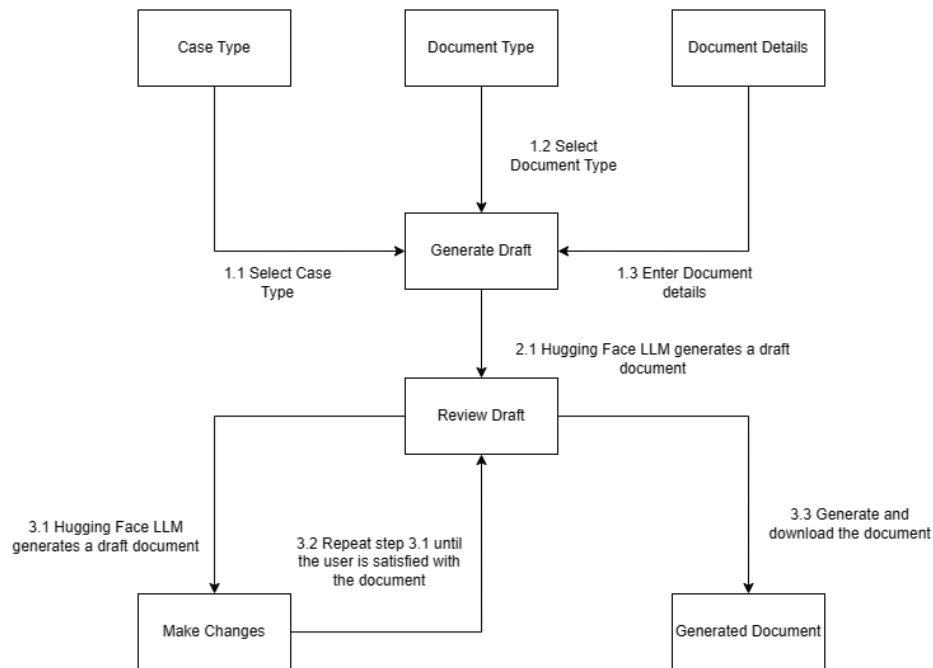 Case Type
Document Type
Document Details
1.2 Select
Document Type
Generate Draft
1.1 Select Case
Type
1.3 Enter Document
details
2.1 Hugging Face LLM generates a draft
document
Review Draft
3.1 Hugging Face LLM
generates a draft document
3.2 Repeat step 3.1 until
the user is satisfied with
the document
3.3 Generate and
download the document
Make Changes
Generated Document